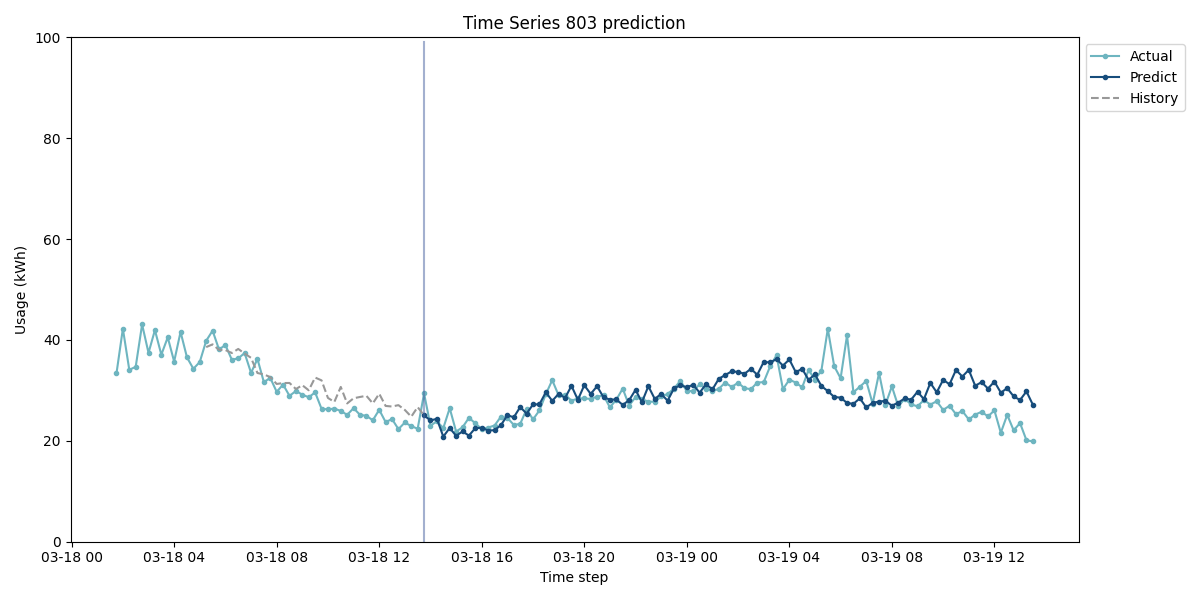 Time Series 803 prediction
100
80
60
40
20
0
Usage (kWh)
03-18 00 03-18 04 03-18 08 03-18 12 03-18 16 03-18 20 03-19 00 03-19 04 03-19 08 03-19 12
Time step
Actual
Predict
History